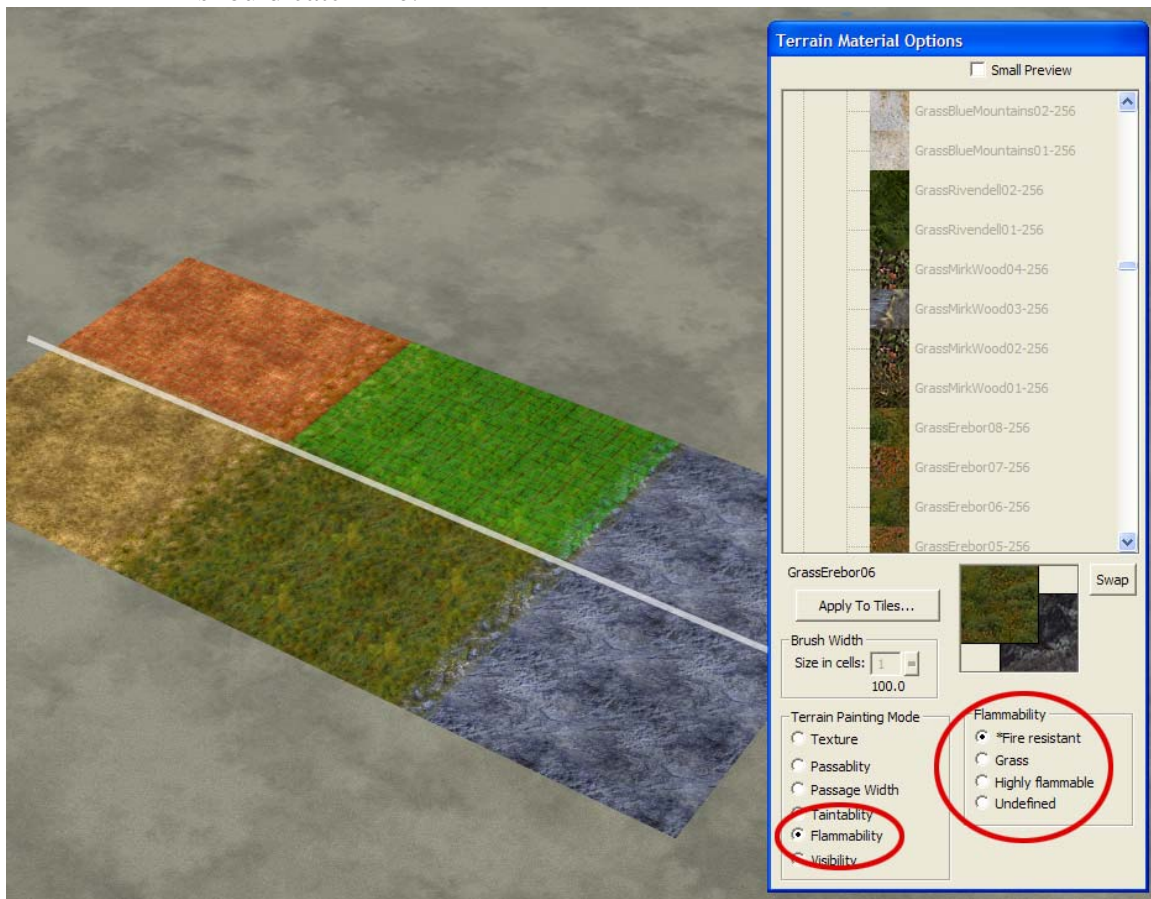 Terrain Material Options
Small Preview
GrassBlueMountains02-256
GrassBlueMountains01-256
GrassRivendell02-256
GrassRivendell01-256
GrassMirkWood04-256
GrassMirkWood03-256
GrassMirkWood02-256
GrassMirkWood01-256
GrassErebor08-256
GrassErebor07-256
GrassErebor06-256
GrassErebor05-256
GrassErebor06
Swap
Apply To Tiles...
Brush Width
Size in cells: 1
100.0
Terrain Painting Mode
Texture
Passablity
Passage Width
Taintablity
Flammability
Visibility
Flammability
*Fire resistant
Grass
Highly flammable
Undefined